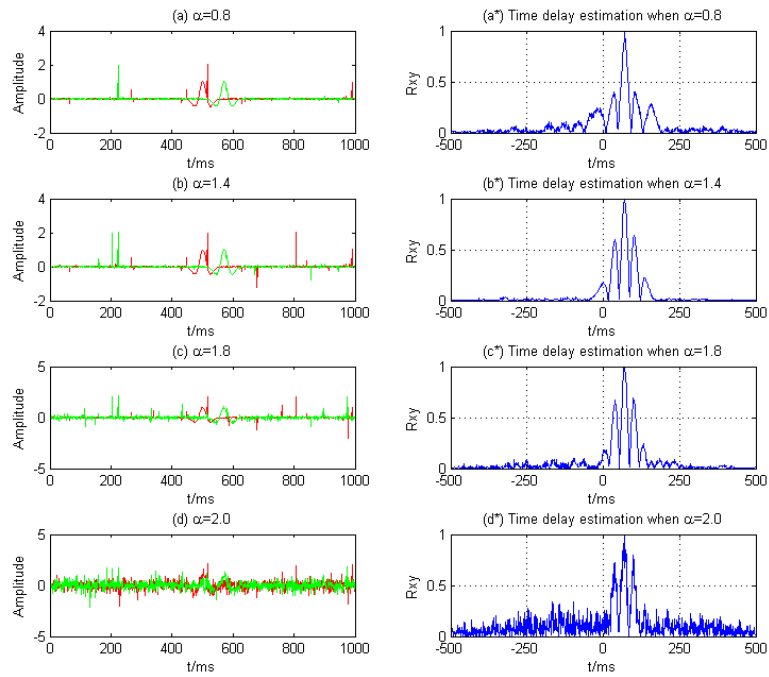 (a) α=0.8
4
2
0
-2
Amplitude
0 200 400 600 800 1000
t/ms
(a*) Time delay estimation when α=0.8
1
0.5
0
Rxy
-500 -250 0 250 500
t/ms
(b) α=1.4
4
2
0
-2
Amplitude
0 200 400 600 800 1000
t/ms
(b*) Time delay estimation when α=1.4
1
0.5
0
Rxy
-500 -250 0 250 500
t/ms
(c) α=1.8
5
0
-5
Amplitude
0 200 400 600 800 1000
t/ms
(c*) Time delay estimation when α=1.8
1
0.5
0
Rxy
-500 -250 0 250 500
t/ms
(d) α=2.0
5
0
-5
Amplitude
0 200 400 600 800 1000
t/ms
(d*) Time delay estimation when α=2.0
1
0.5
0
Rxy
-500 -250 0 250 500
t/ms